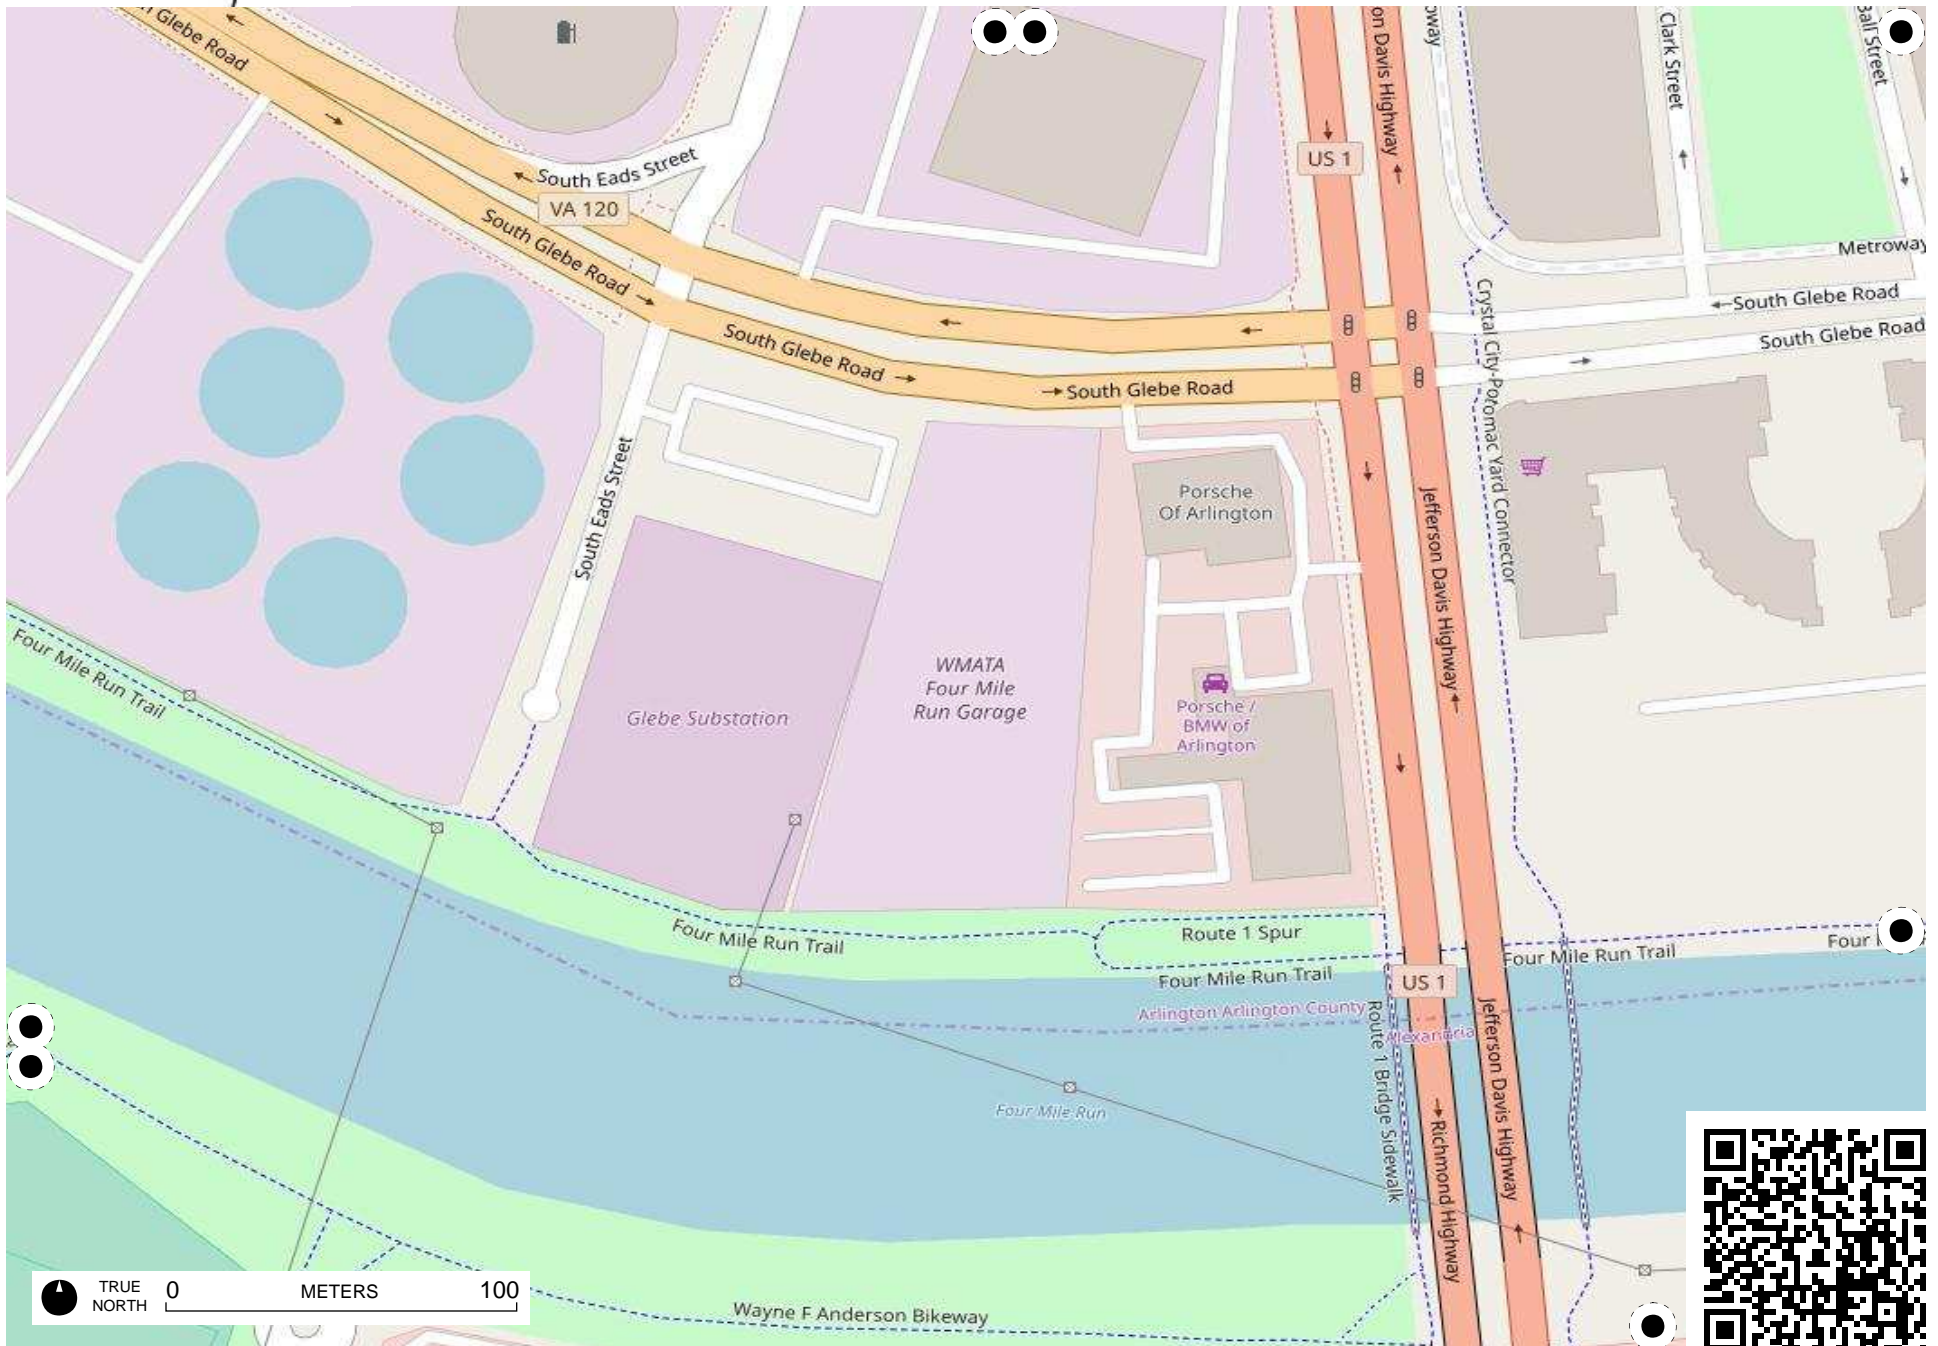 South Eads Street
VA 120
South Glebe Road
South Glebe Road
South Glebe Road
US 1
Clark Street
Ball Street
Metroway
South Glebe Road
South Glebe Road
Crystal City-Potomac Yard Connector
South Eads Street
Porsche
Of Arlington
Jefferson Davis Highway
WMATA
Four Mile
Run Garage
Glebe Substation
Porsche /
BMW of
Arlington
Four Mile Run Trail
Four Mile Run Trail
Route 1 Spur
Four Mile Run Trail
Four Mile Run Trail
Four
US 1
Arlington Arlington County
Alexandria
Route 1 Bridge Sidewalk
Jefferson Davis Highway
Four Mile Run
Richmond Highway
Wayne F Anderson Bikeway
TRUE
NORTH
0 METERS 100
Glebe Road
on Davis Highway